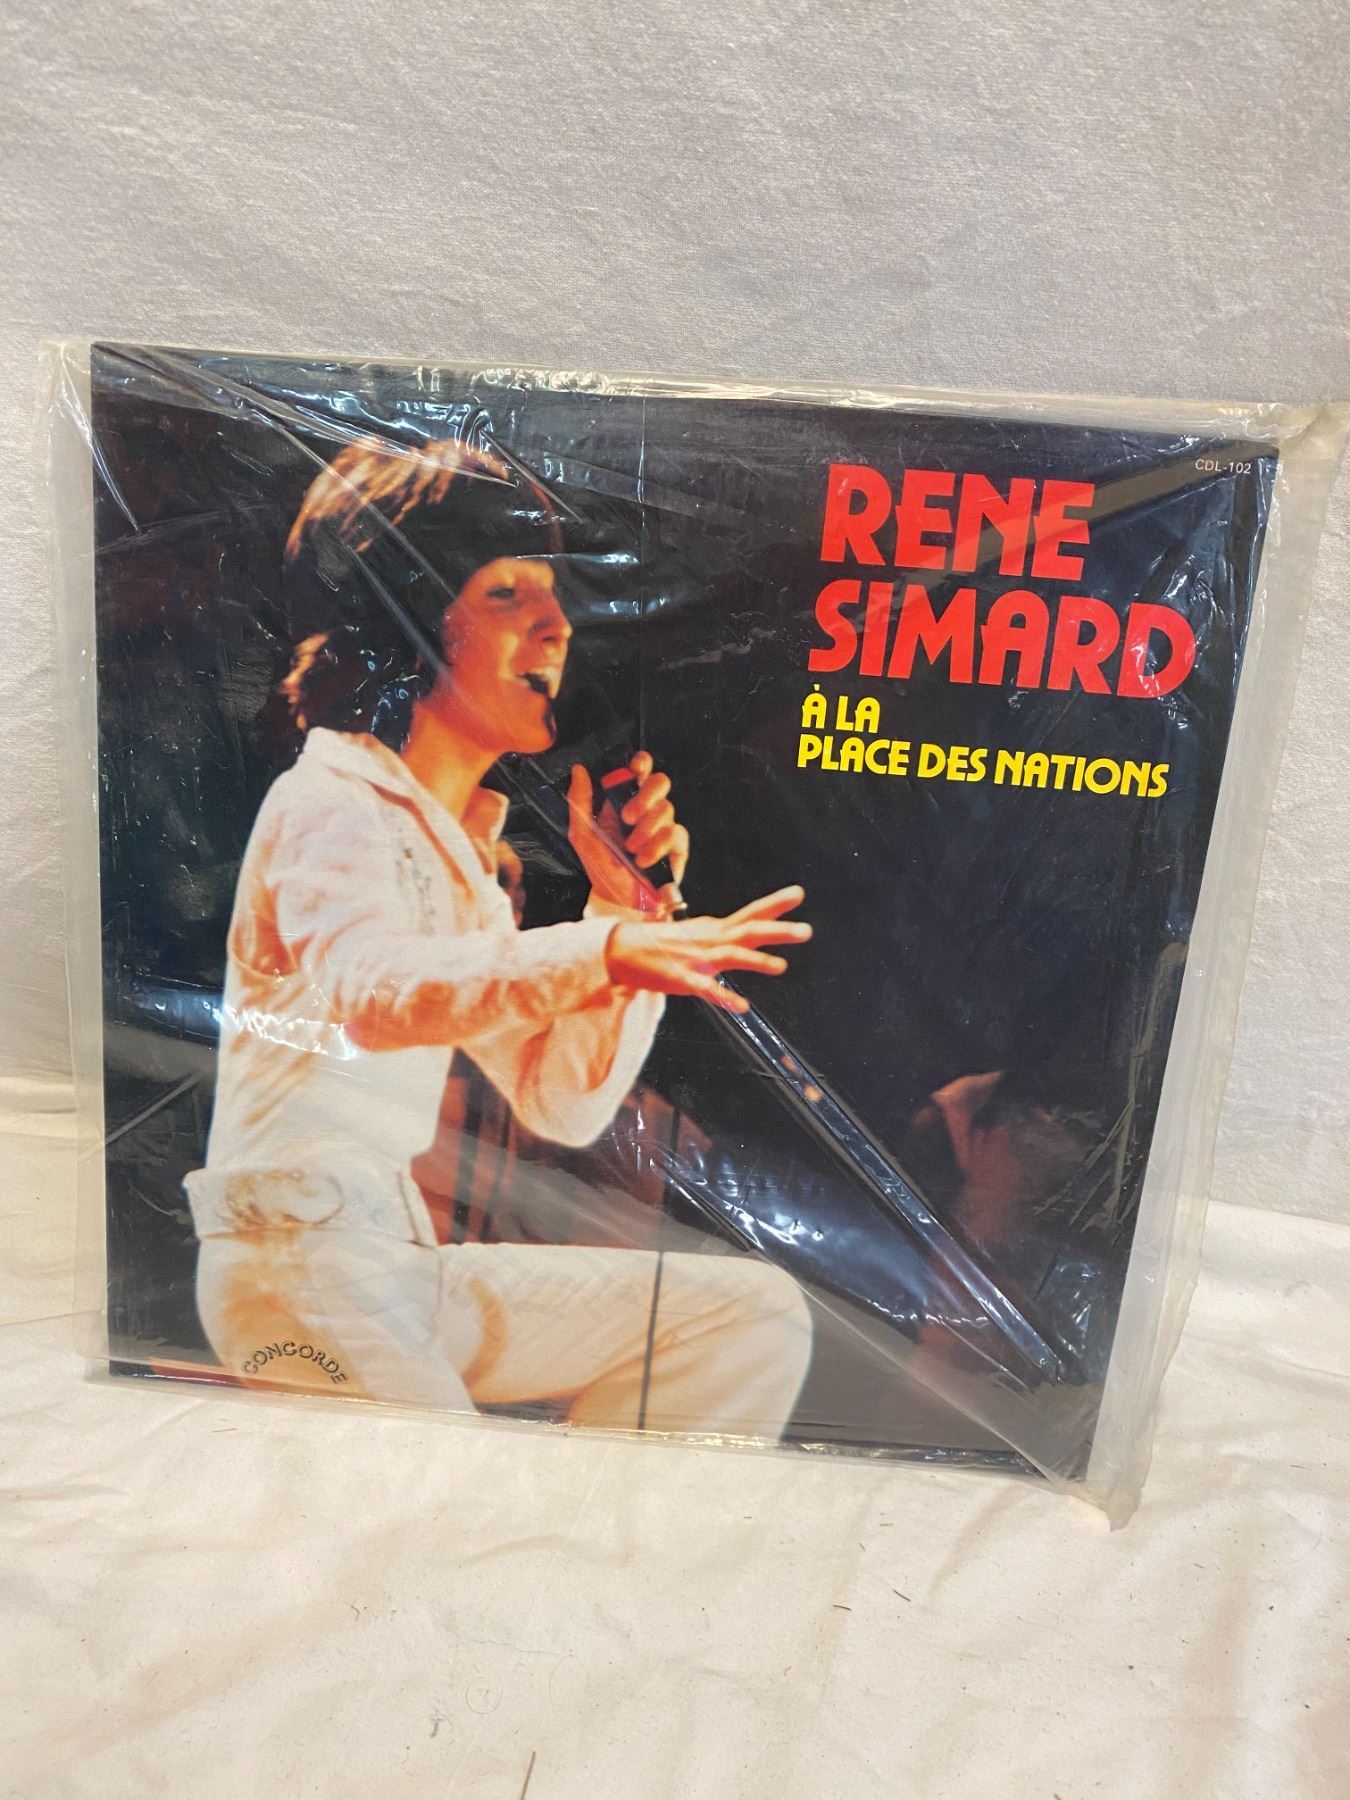 CDL-102
RENE
SIMARD
À LA
PLACE DES NATIONS
CONCORDE